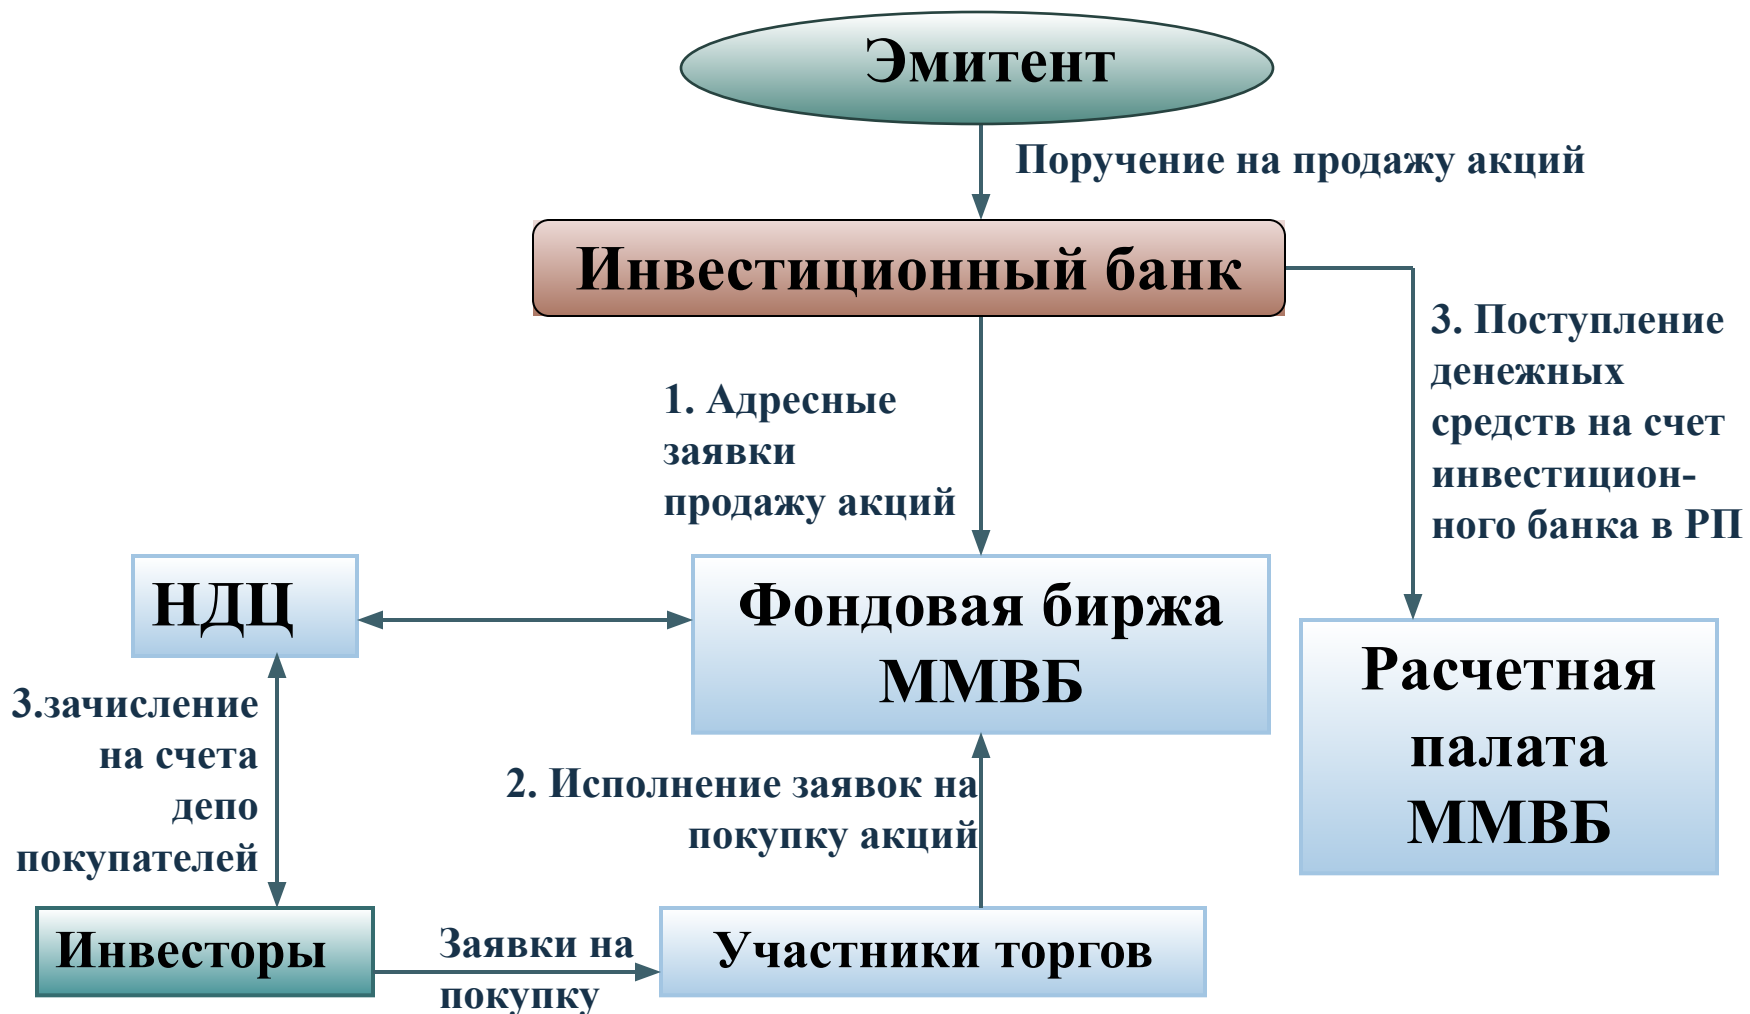 Эмитент
Поручение на продажу акций
Инвестиционный банк
3. Поступление
денежных
средств на счет
инвестицион-
ного банка в РП
1. Адресные
заявки
продажу акций
НДЦ
Фондовая биржа
ММВБ
Расчетная
палата
ММВБ
3.зачисление
на счета
депо
покупателей
2. Исполнение заявок на
покупку акций
Инвесторы
Заявки на
покупку
Участники торгов